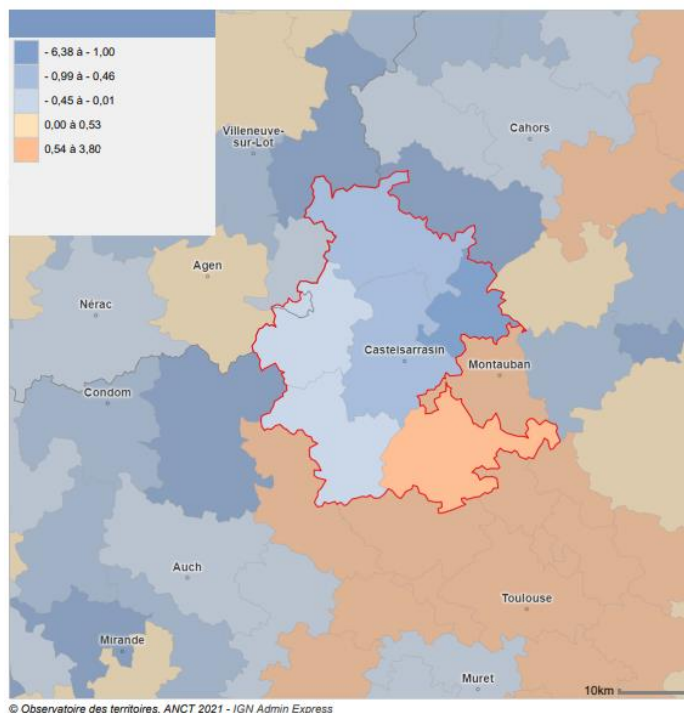 - 6,38 à - 1,00
- 0,99 à - 0,46
- 0,45 à - 0,01
0,00 à 0,53
0,54 à 3,80
Villeneuve-
sur-Lot
Cahors
Agen
Nérac
Castelsarrasin
Montauban
Condom
Auch
Toulouse
Mirande
Muret
10km
© Observatoire des territoires, ANCT 2021 - IGN Admin Express